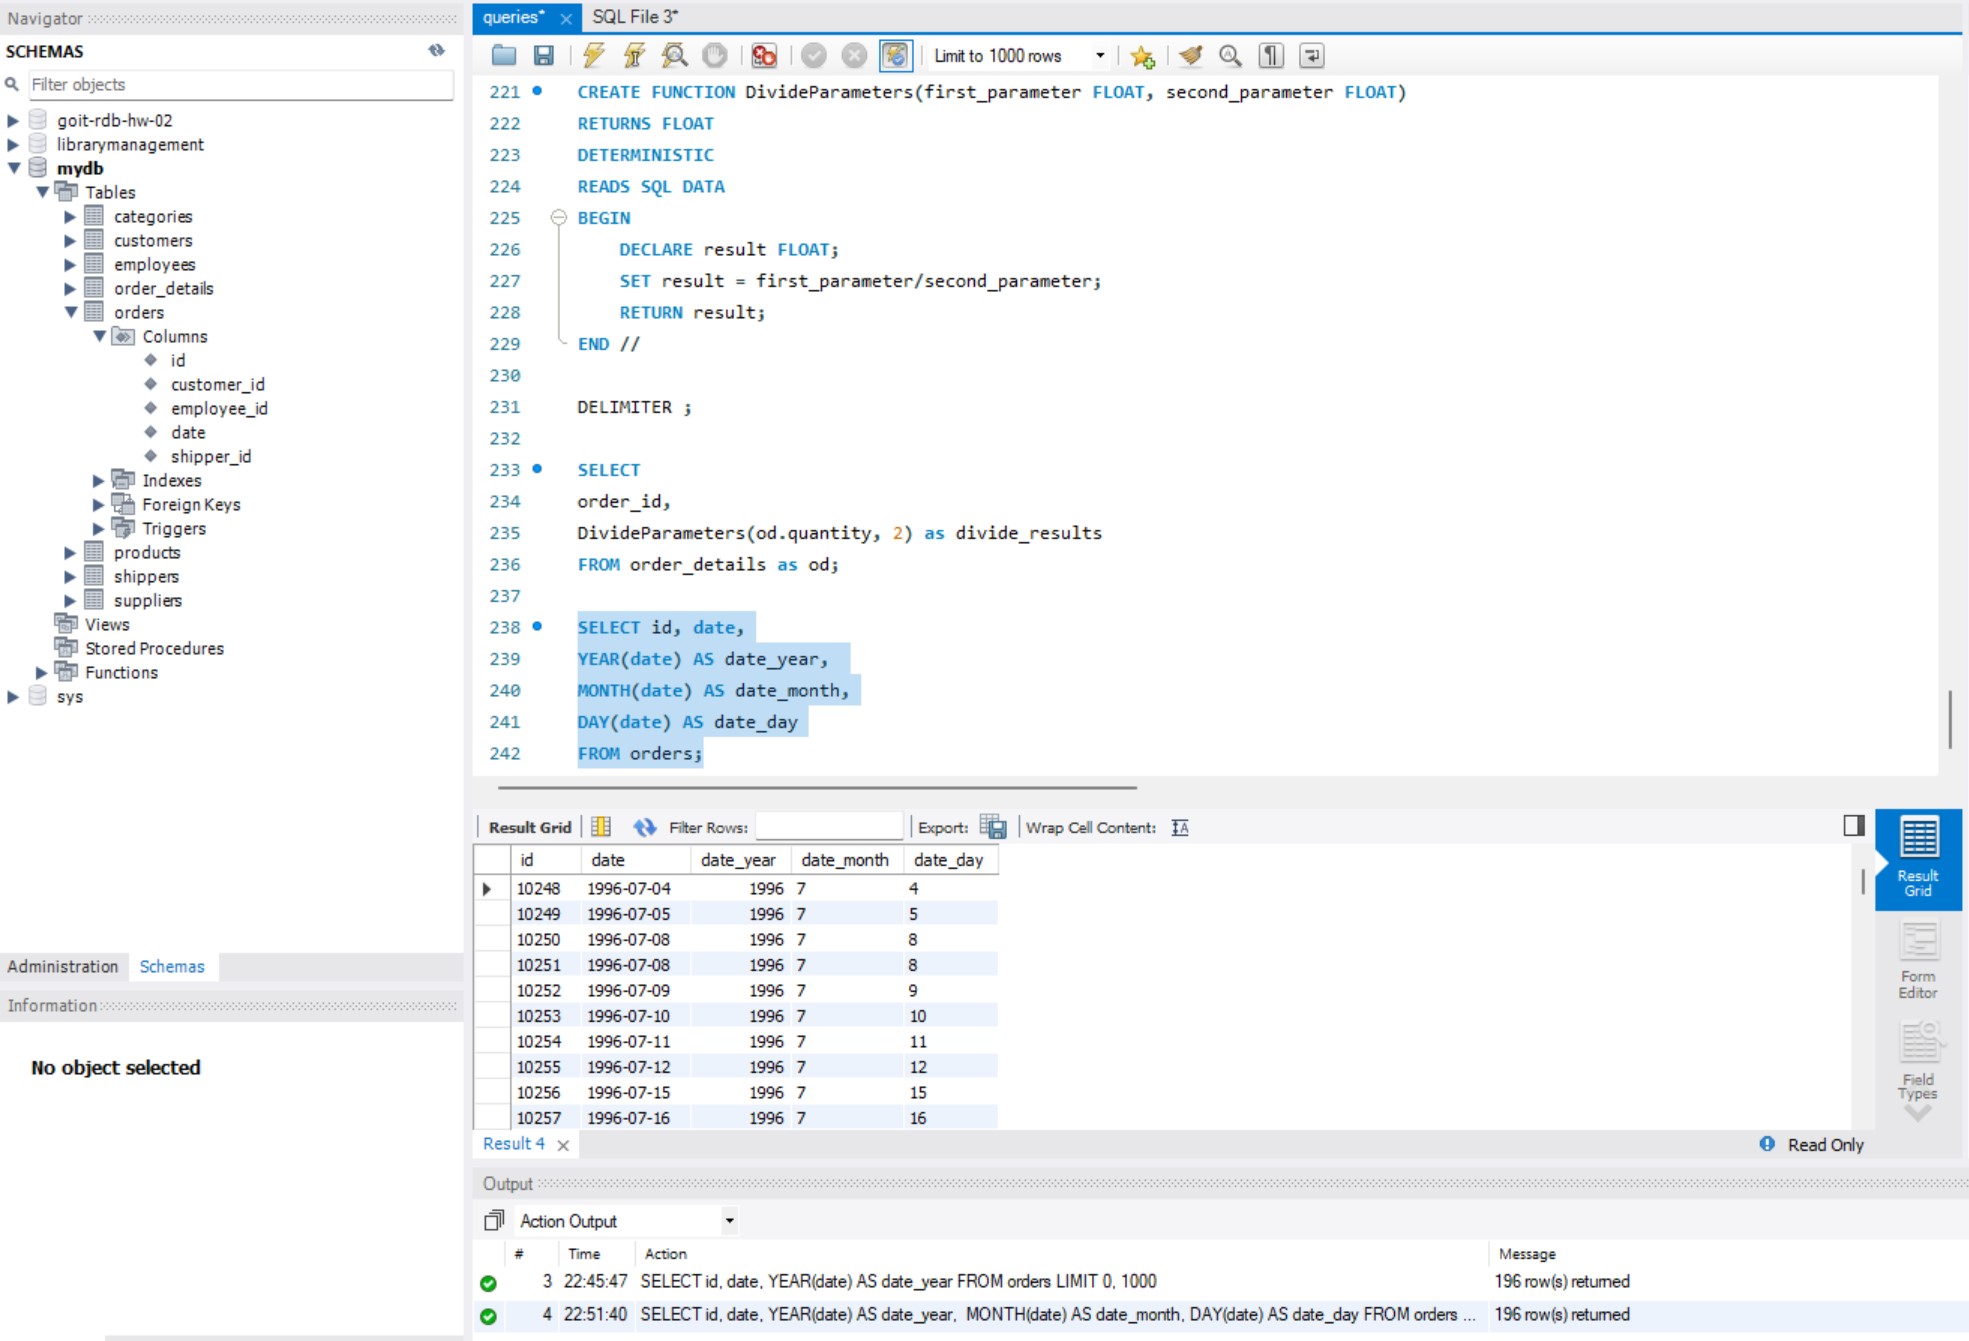 Navigator
SCHEMAS
Filter objects
goit-rdb-hw-02
librarymanagement
mydb
Tables
categories
customers
employees
order_details
orders
Columns
id
customer_id
employee_id
date
shipper_id
Indexes
Foreign Keys
Triggers
products
shippers
suppliers
Views
Stored Procedures
Functions
sys
Administration Schemas
Information
No object selected
queries* SQL File 3*
Limit to 1000 rows
221 CREATE FUNCTION DivideParameters(first_parameter FLOAT, second_parameter FLOAT)
222 RETURNS FLOAT
223 DETERMINISTIC
224 READS SQL DATA
225 BEGIN
226 DECLARE result FLOAT;
227 SET result = first_parameter/second_parameter;
228 RETURN result;
229 END //
230
231 DELIMITER ;
232
233 SELECT
234 order_id,
235 DivideParameters(od.quantity, 2) as divide_results
236 FROM order_details as od;
237
238 SELECT id, date,
239 YEAR(date) AS date_year,
240 MONTH(date) AS date_month,
241 DAY(date) AS date_day
242 FROM orders;
Result Grid Filter Rows: Export: Wrap Cell Content:
id date date_year date_month date_day
10248 1996-07-04 1996 7 4
10249 1996-07-05 1996 7 5
10250 1996-07-08 1996 7 8
10251 1996-07-08 1996 7 8
10252 1996-07-09 1996 7 9
10253 1996-07-10 1996 7 10
10254 1996-07-11 1996 7 11
10255 1996-07-12 1996 7 12
10256 1996-07-15 1996 7 15
10257 1996-07-16 1996 7 16
Result
Grid
Form
Editor
Field
Types
Result 4 Read Only
Output
Action Output
# Time Action Message
3 22:45:47 SELECT id, date, YEAR(date) AS date_year FROM orders LIMIT 0, 1000 196 row(s) returned
4 22:51:40 SELECT id, date, YEAR(date) AS date_year, MONTH(date) AS date_month, DAY(date) AS date_day FROM orders ... 196 row(s) returned